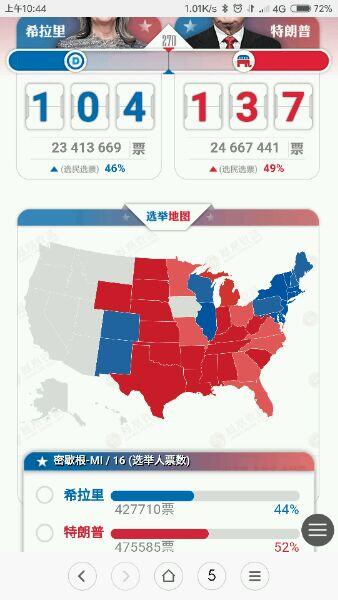 上午10:44 1.01K/s 4G 72%
希拉里 270 特朗普
D
104 137
23 413 669 票 24 667 441 票
▲(选民选票) 46% ▲(选民选票) 49%
选举地图
密歇根-MI / 16 (选举人票数)
希拉里 427710票 44%
特朗普 475585票 52%
5